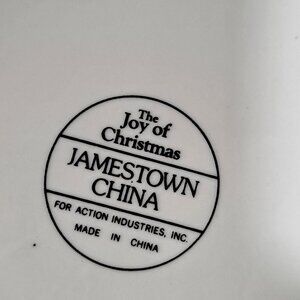 The
Joy of
Christmas
JAMESTOWN
CHINA
FOR ACTION INDUSTRIES, INC.
MADE IN CHINA